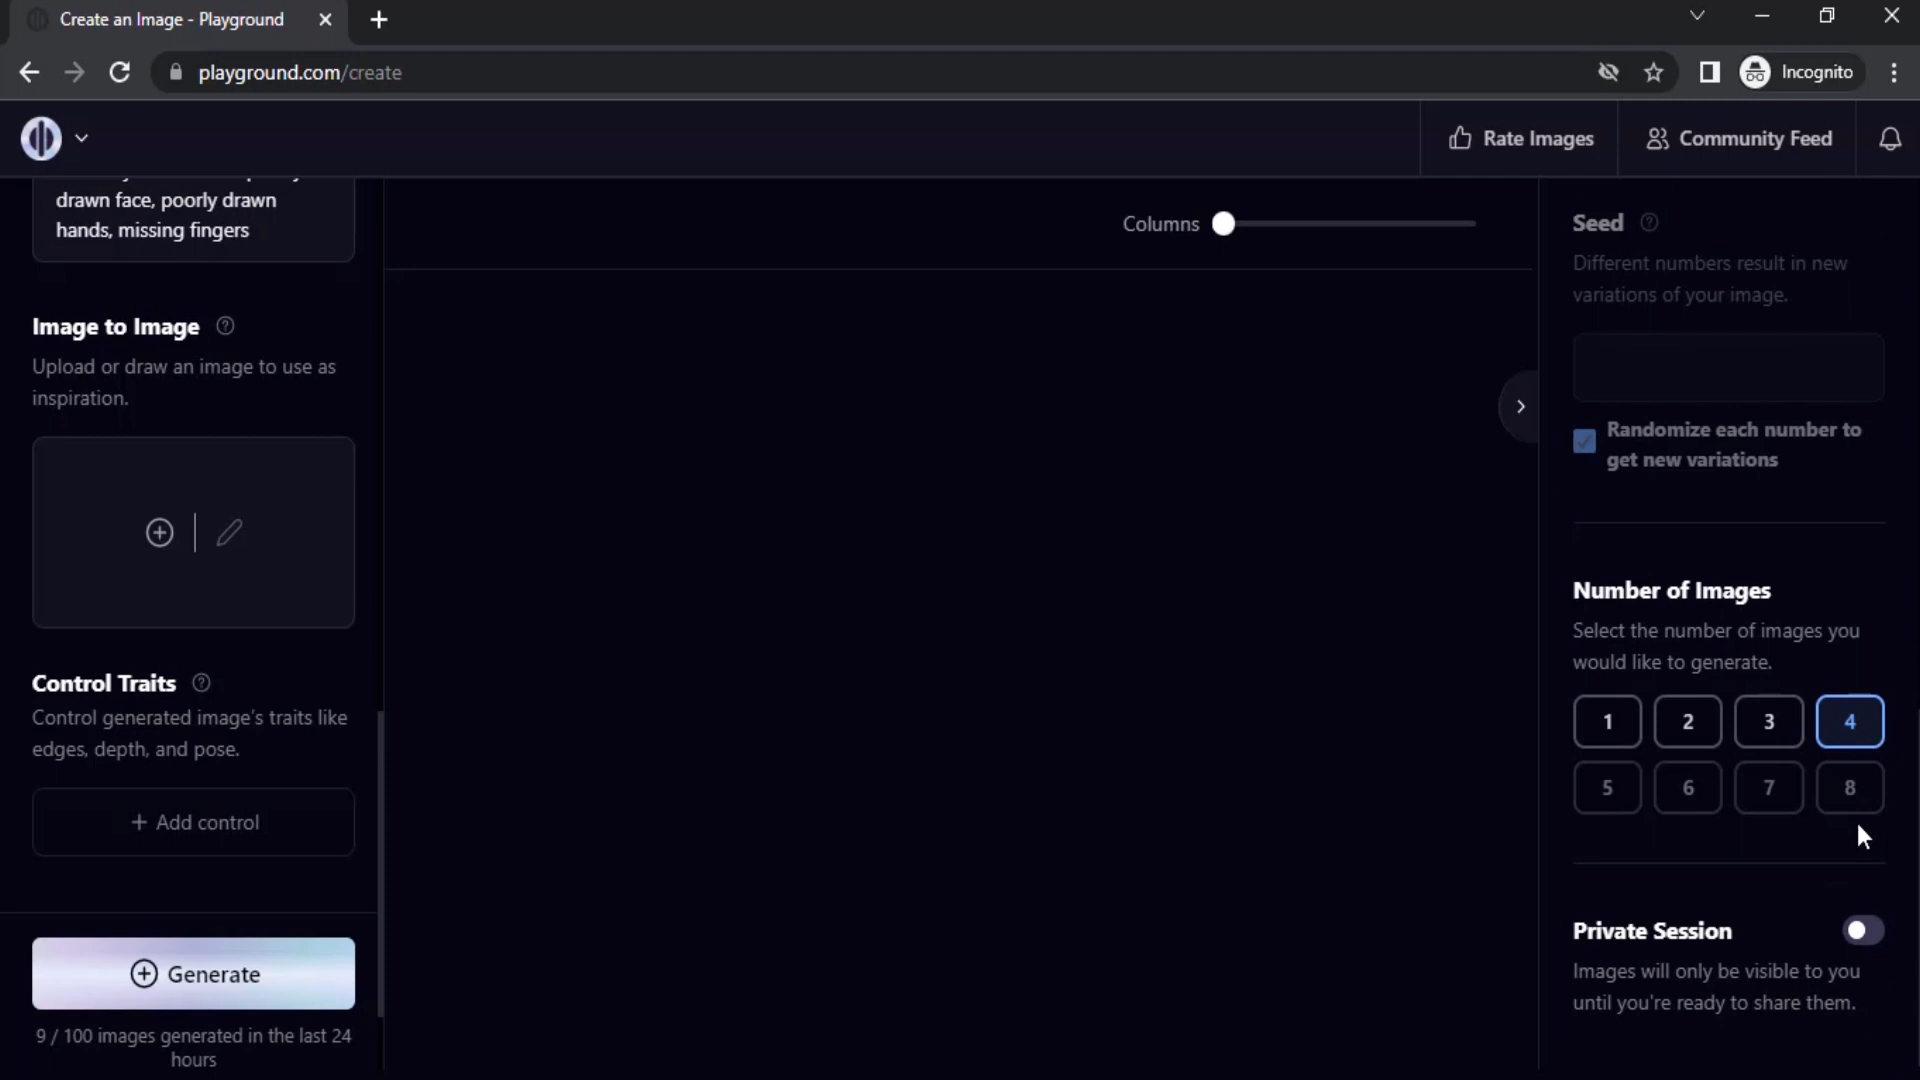 Create an Image - Playground
playground.com/create
Incognito
Rate Images
Community Feed
drawn face, poorly drawn
hands, missing fingers
Image to Image
Upload or draw an image to use as
inspiration.
Control Traits
Control generated image's traits like
edges, depth, and pose.
+ Add control
Generate
9 / 100 images generated in the last 24
hours
Columns
Seed
Different numbers result in new
variations of your image.
Randomize each number to
get new variations
Number of Images
Select the number of images you
would like to generate.
1 2 3 4
5 6 7 8
Private Session
Images will only be visible to you
until you're ready to share them.